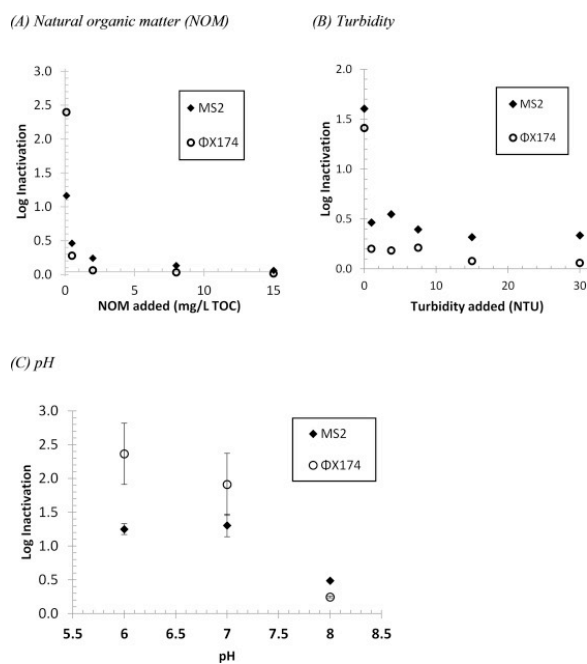 (A) Natural organic matter (NOM)
3.0
2.5
2.0
1.5
1.0
0.5
0.0
Log Inactivation
MS2
ΦX174
0
5
10
15
NOM added (mg/L TOC)
(B) Turbidity
2.0
1.5
1.0
0.5
0.0
Log Inactivation
MS2
ΦX174
0
10
20
30
Turbidity added (NTU)
(C) pH
3.0
2.5
2.0
1.5
1.0
0.5
0.0
Log Inactivation
MS2
ΦX174
5.5
6
6.5
7
7.5
8
8.5
pH